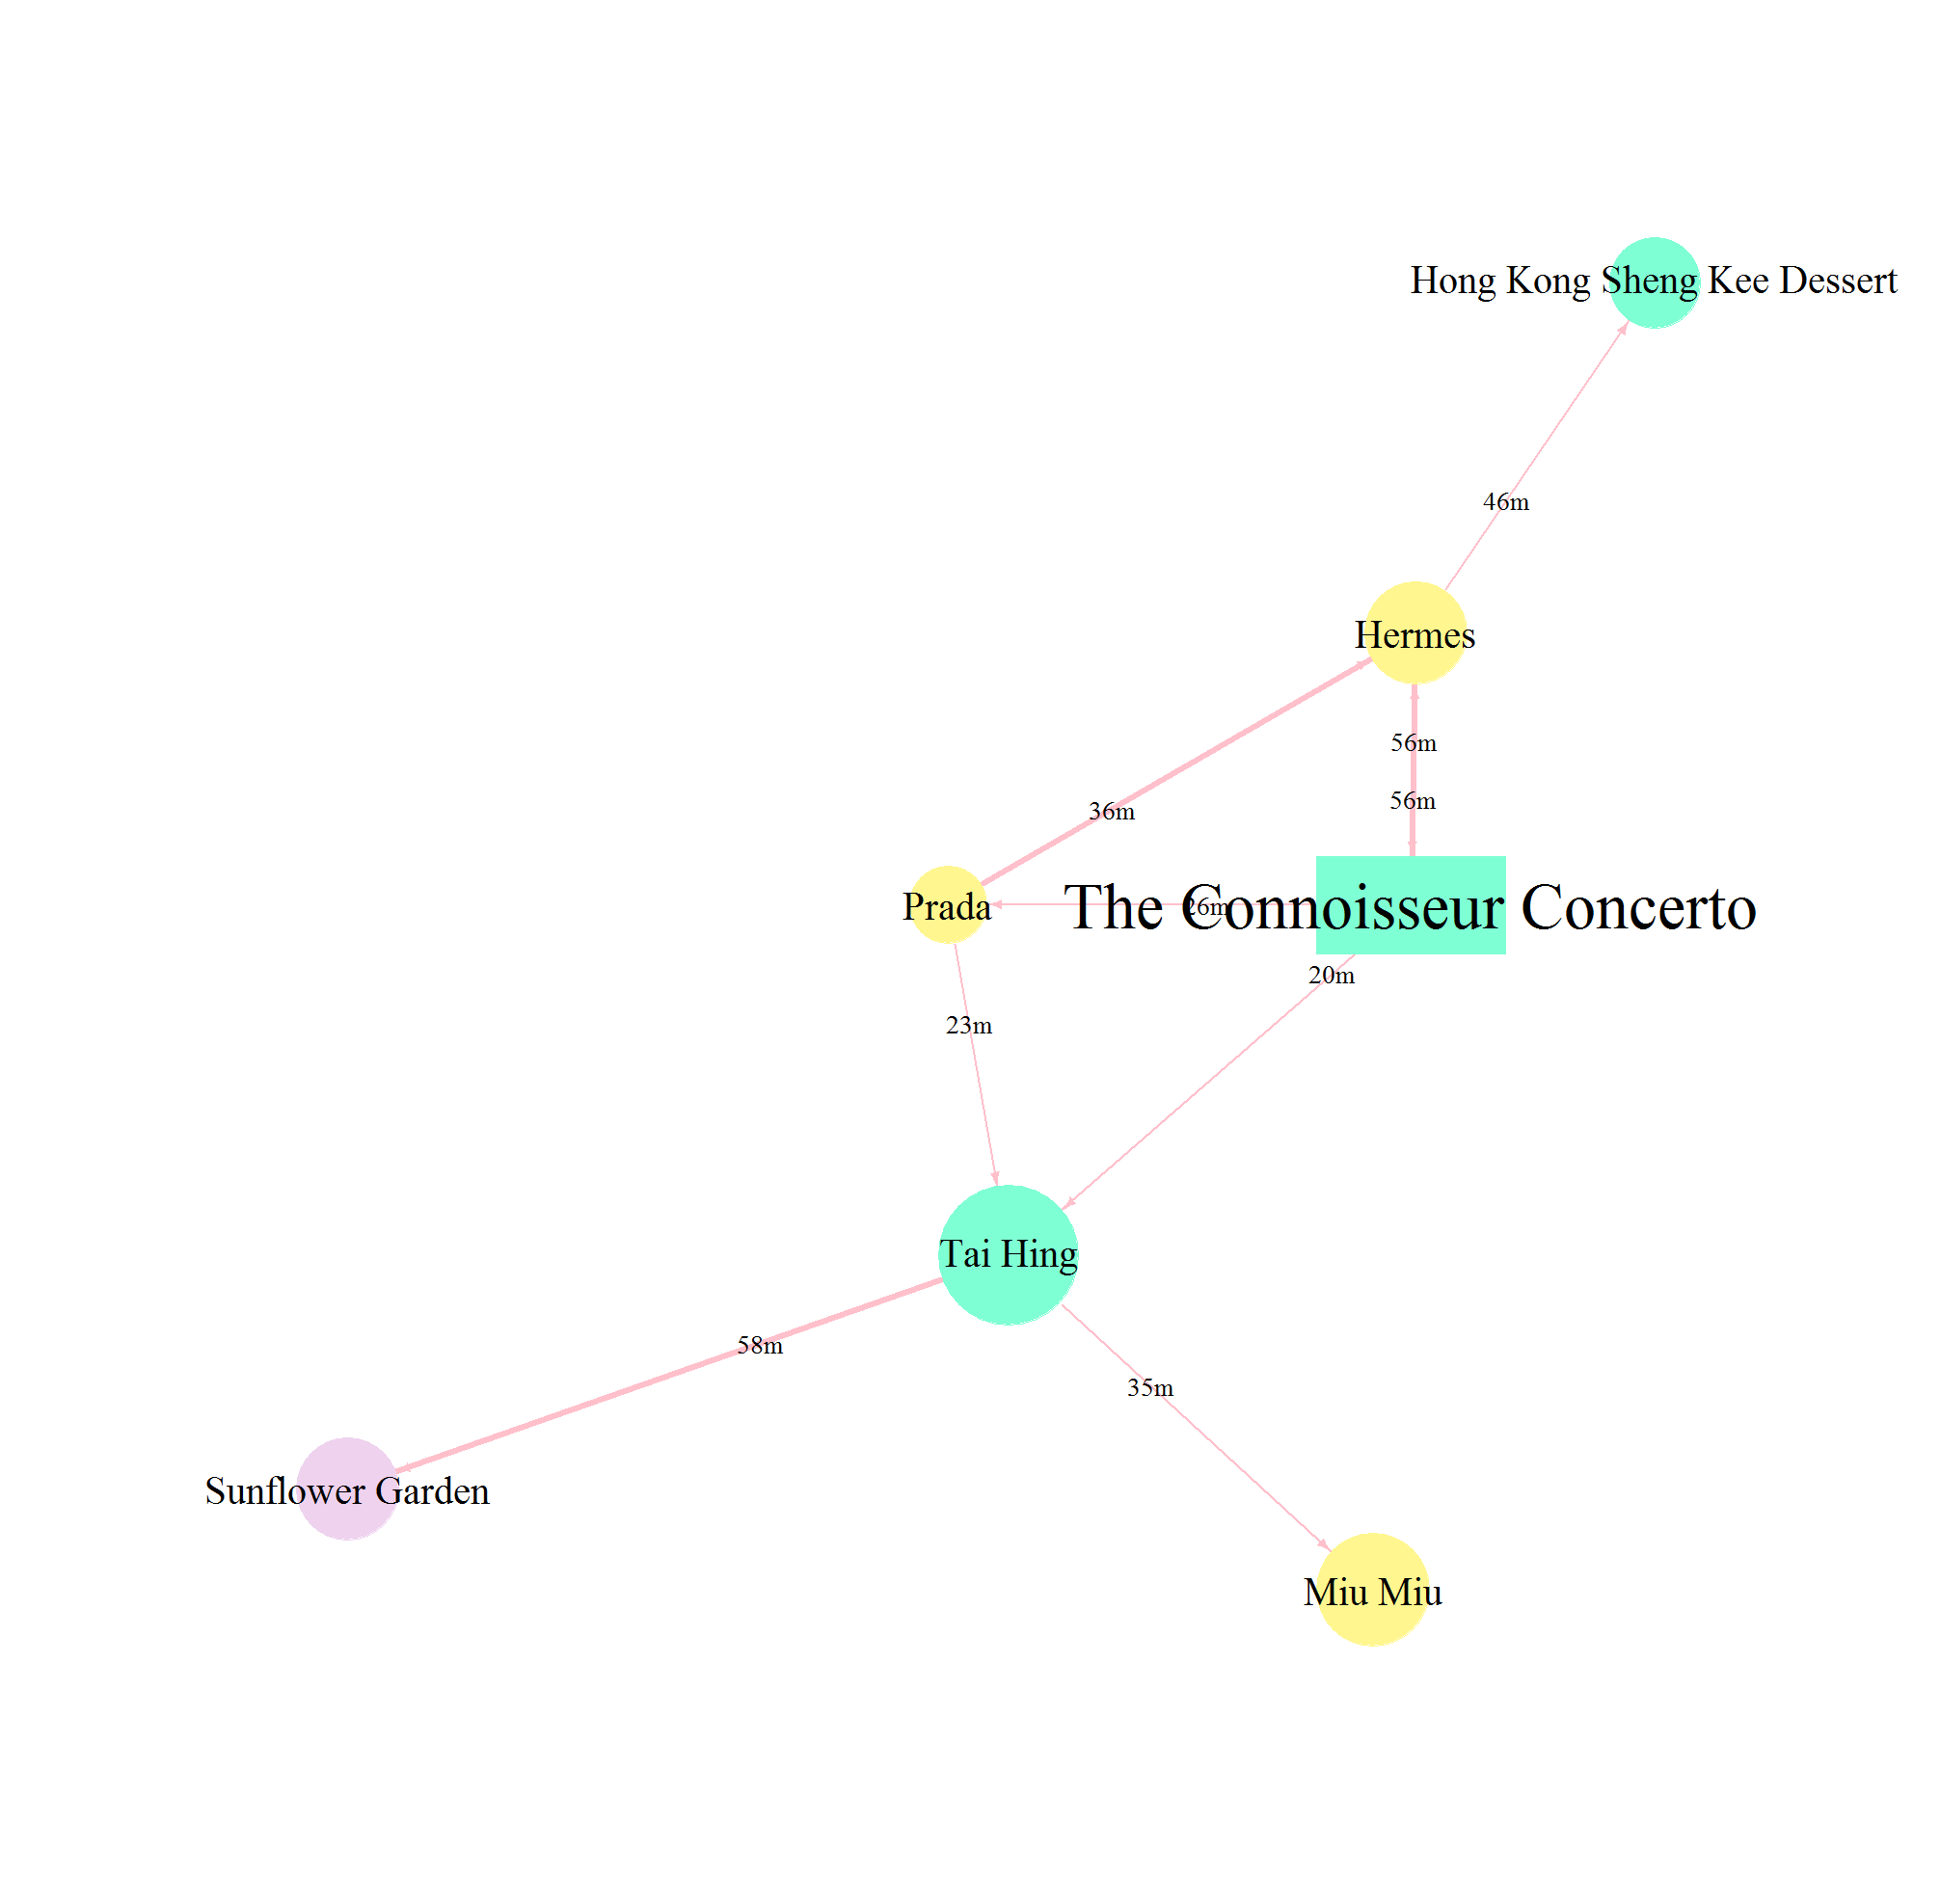 Hong Kong Sheng Kee Dessert
46m
Hermes
56m
56m
36m
Prada
26m
The Connoisseur Concerto
20m
23m
Tai Hing
58m
35m
Sunflower Garden
Miu Miu